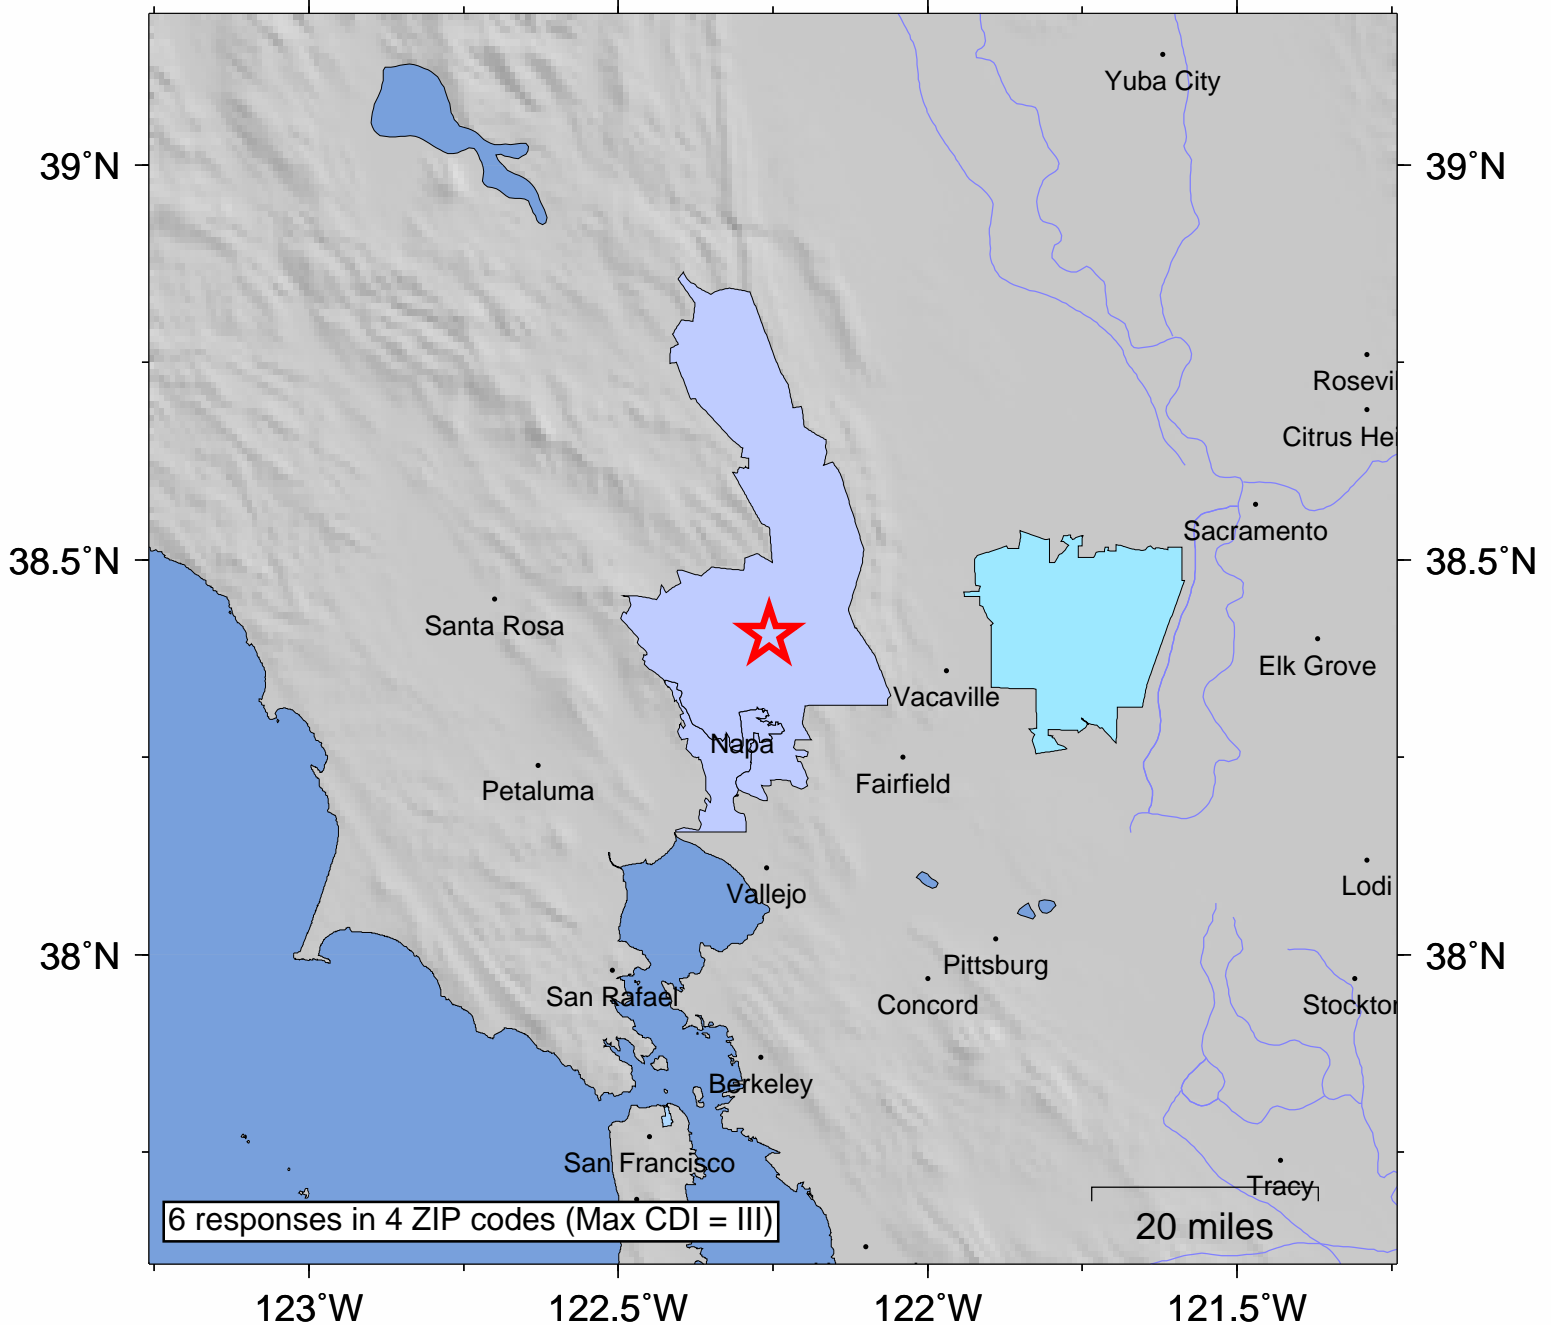 Yuba City
39°N
39°N
Rosevil
Citrus Hei
Sacramento
38.5°N
38.5°N
Santa Rosa
Elk Grove
Vacaville
Napa
Fairfield
Petaluma
Vallejo
Lodi
38°N
38°N
Pittsburg
San Rafael
Concord
Stockton
Berkeley
San Francisco
Tracy
6 responses in 4 ZIP codes (Max CDI = III)
20 miles
123°W
122.5°W
122°W
121.5°W